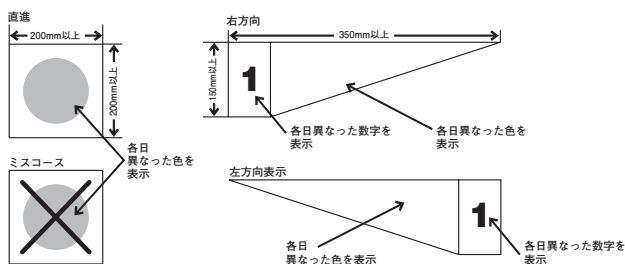 直進
200mm以上
200mm以上
各日
異なった色を
表示
ミスコース
右方向
350mm以上
150mm以上
1
各日異なった数字を
表示
各日異なった色を
表示
左方向表示
1
各日
異なった色を表示
各日異なった数字を
表示